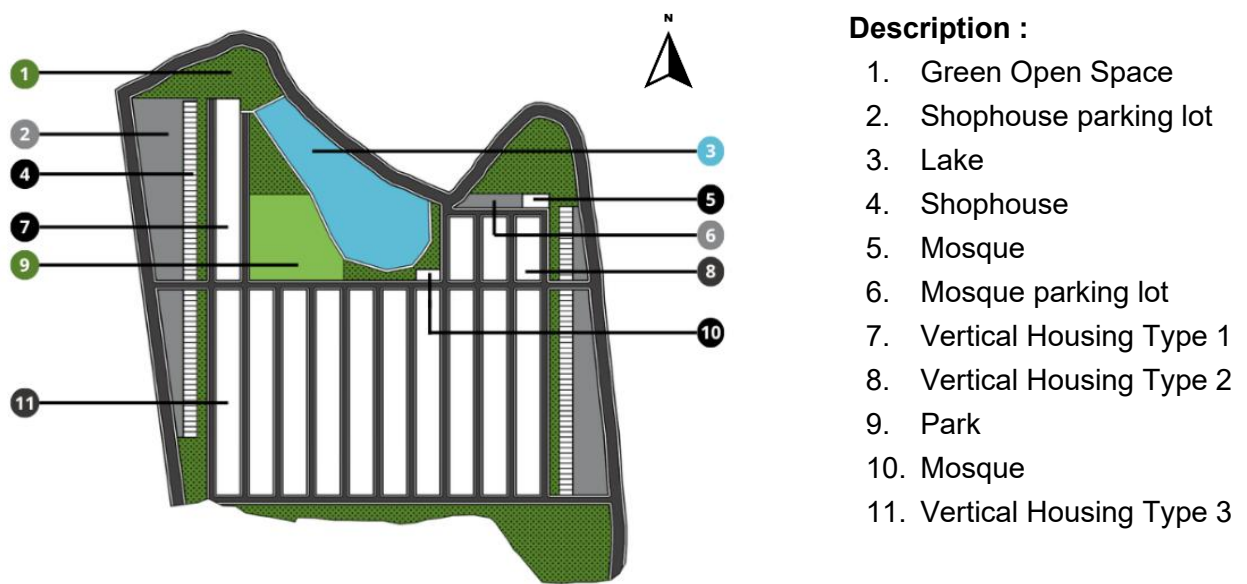 N
Description :
1. Green Open Space
2. Shophouse parking lot
3. Lake
4. Shophouse
5. Mosque
6. Mosque parking lot
7. Vertical Housing Type 1
8. Vertical Housing Type 2
9. Park
10. Mosque
11. Vertical Housing Type 3
1
2
4
7
9
11
3
5
6
8
10